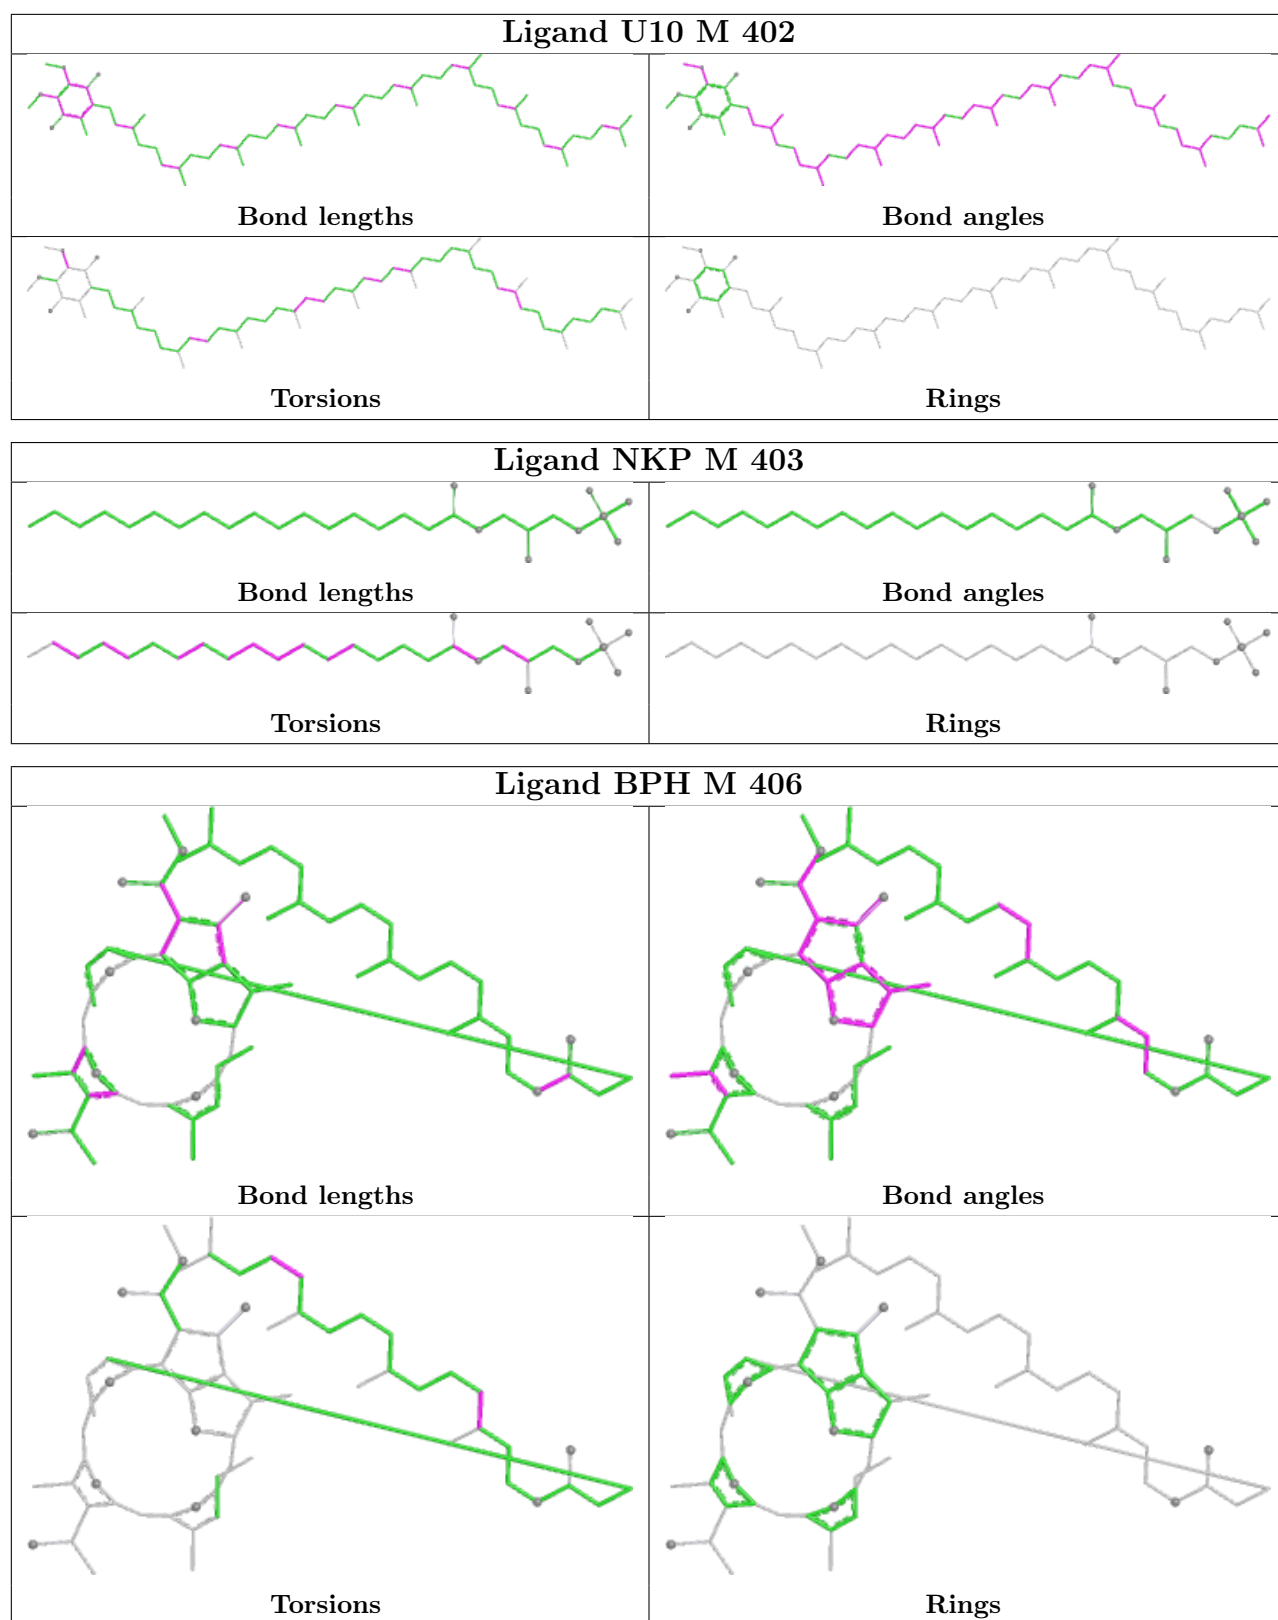 Ligand U10 M 402
Bond lengths
Bond angles
Torsions
Rings
Ligand NKP M 403
Bond lengths
Bond angles
Torsions
Rings
Ligand BPH M 406
Bond lengths
Bond angles
Torsions
Rings